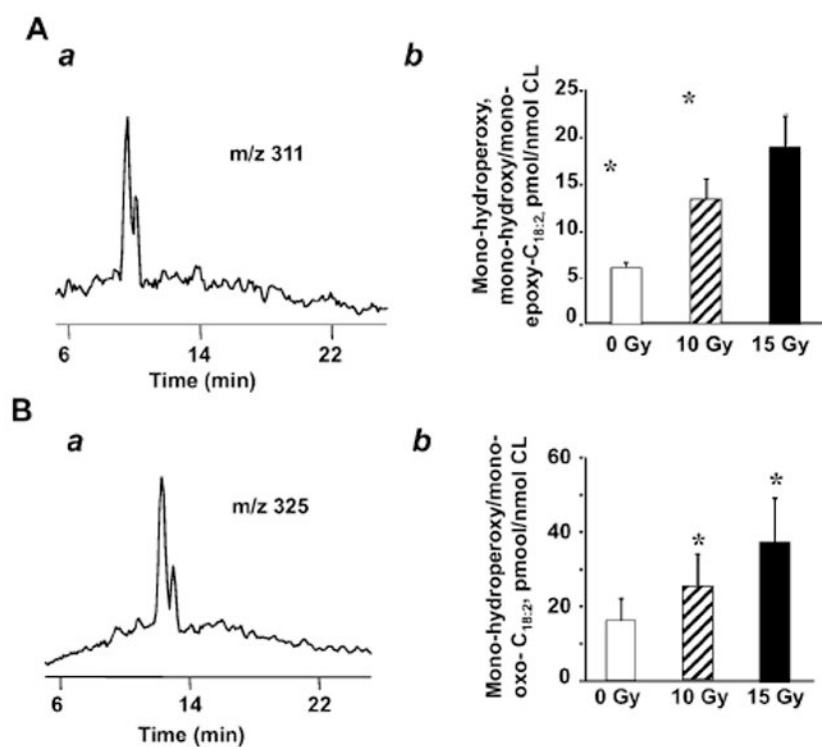 A
a
m/z 311
6 14 22
Time (min)
b
Mono-hydroperoxy,
mono-hydroxy/mono-
epoxy-C18:2, pmol/nmol CL
25
20
15
10
5
0
*
*
0 Gy 10 Gy 15 Gy
B
a
m/z 325
6 14 22
Time (min)
b
Mono-hydroperoxy/mono-
oxo- C18:2, pmool/nmol CL
60
40
20
0
*
*
0 Gy 10 Gy 15 Gy